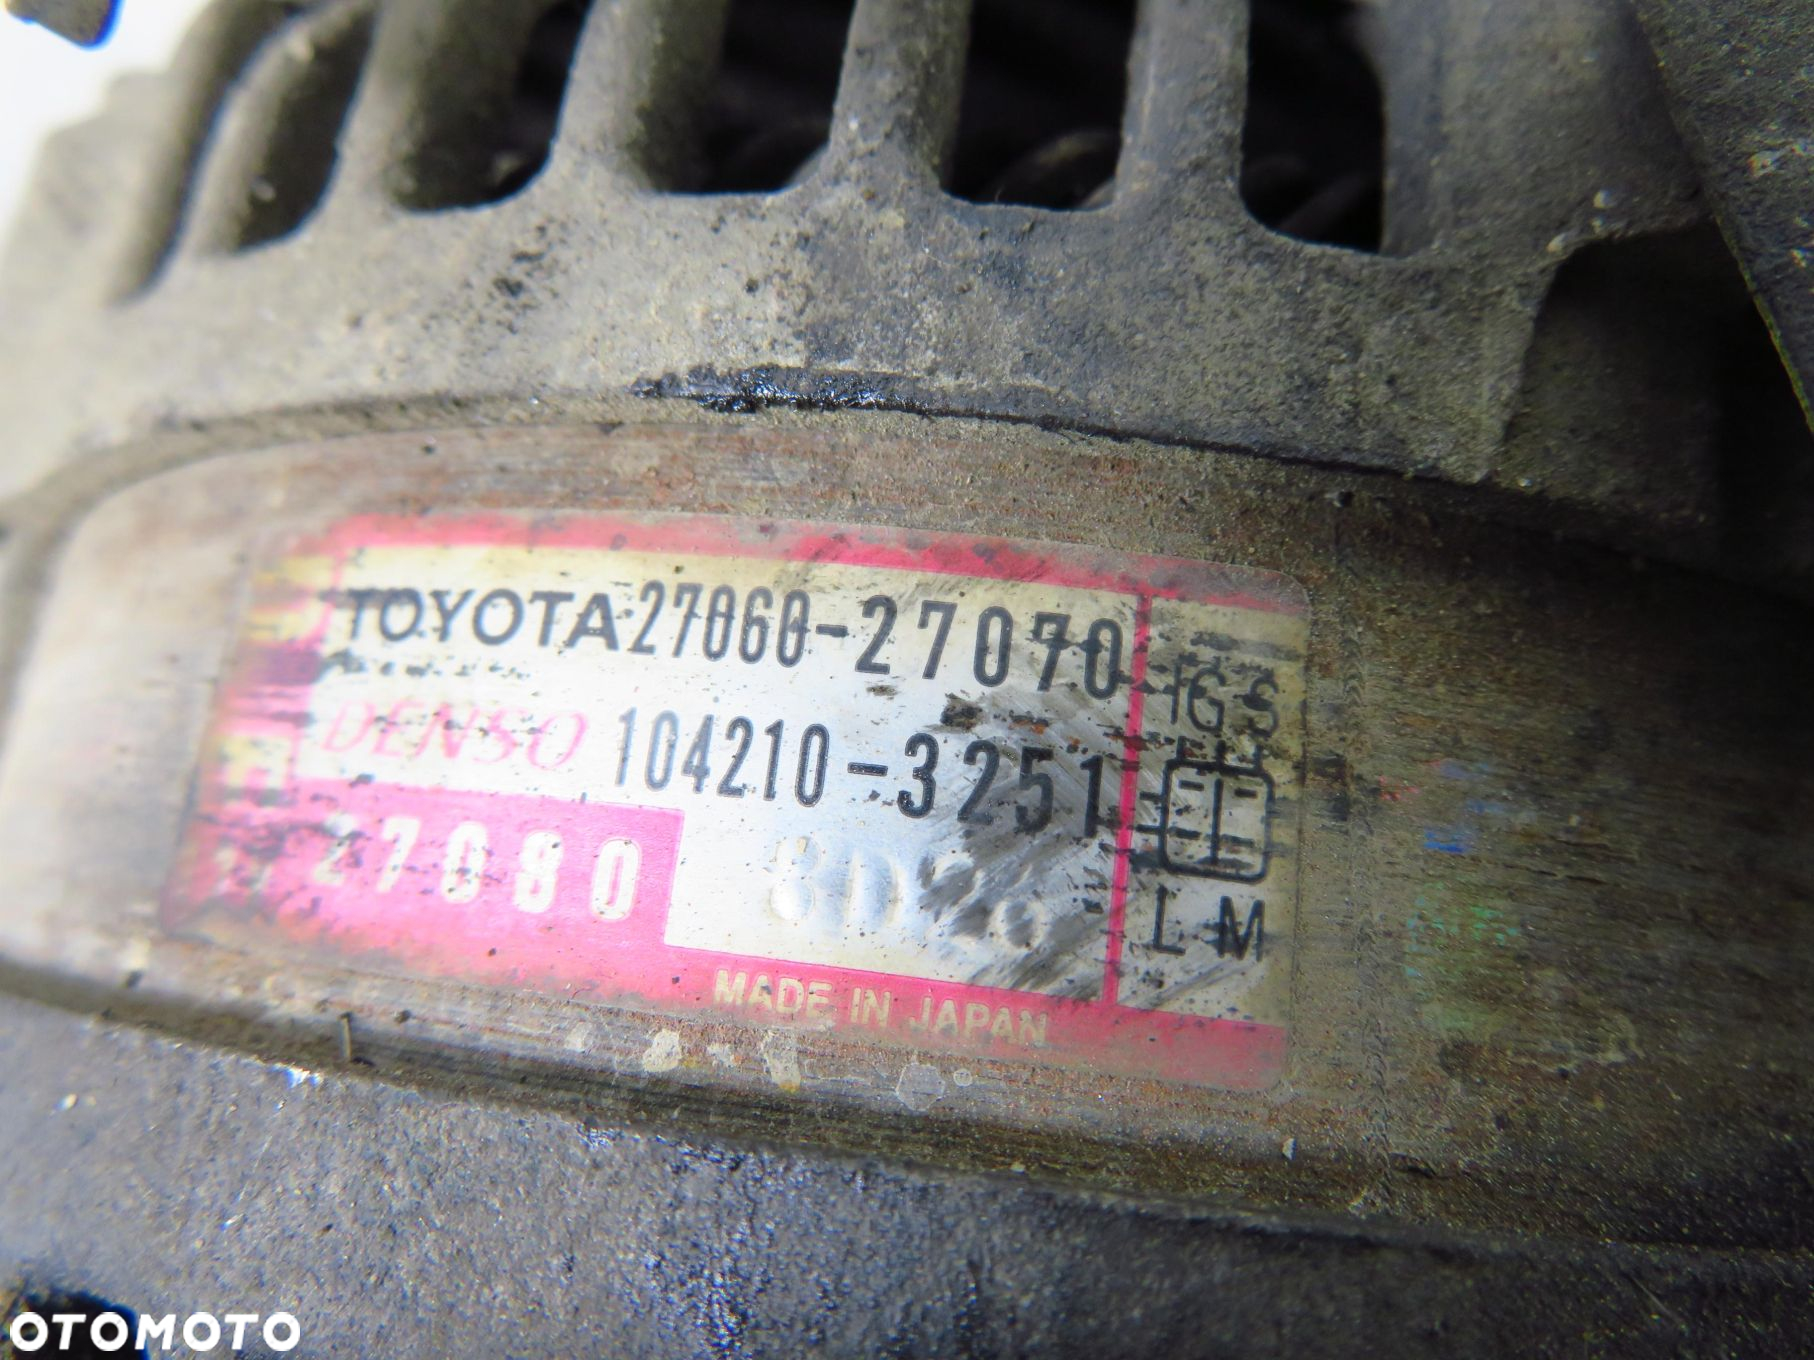 TOYOTA 27060-27070
IG S
DENSO 104210-3251
27080
L M
MADE IN JAPAN
OTOMOTO